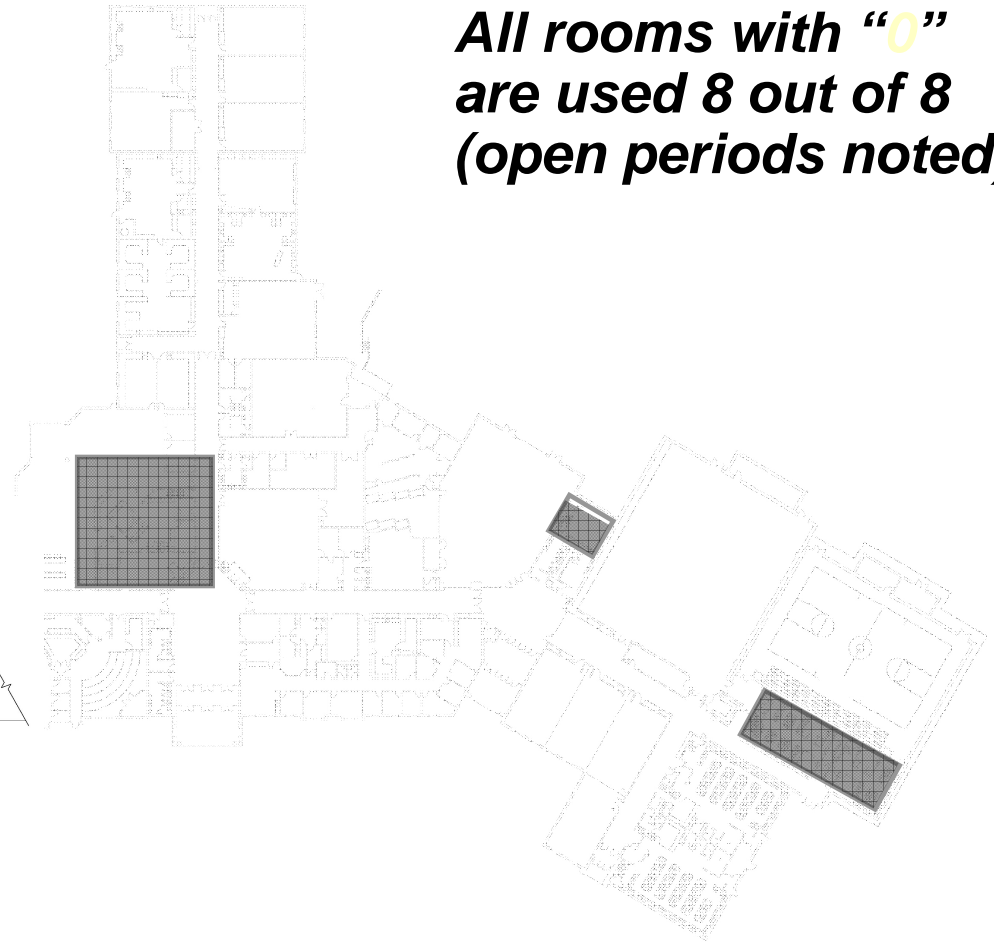 All rooms with “0”
are used 8 out of 8
(open periods noted)